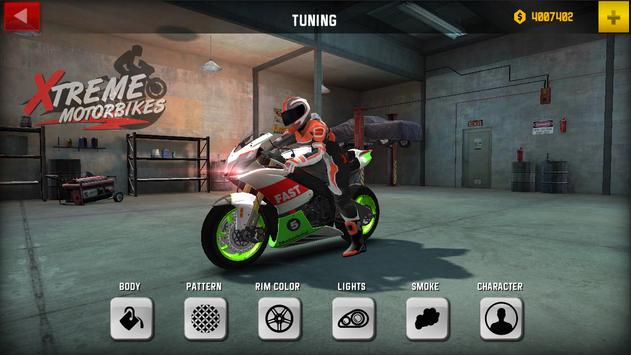 TUNING
4007402
XTREME
MOTORBIKES
FAST
5
BODY
PATTERN
RIM COLOR
LIGHTS
SMOKE
CHARACTER